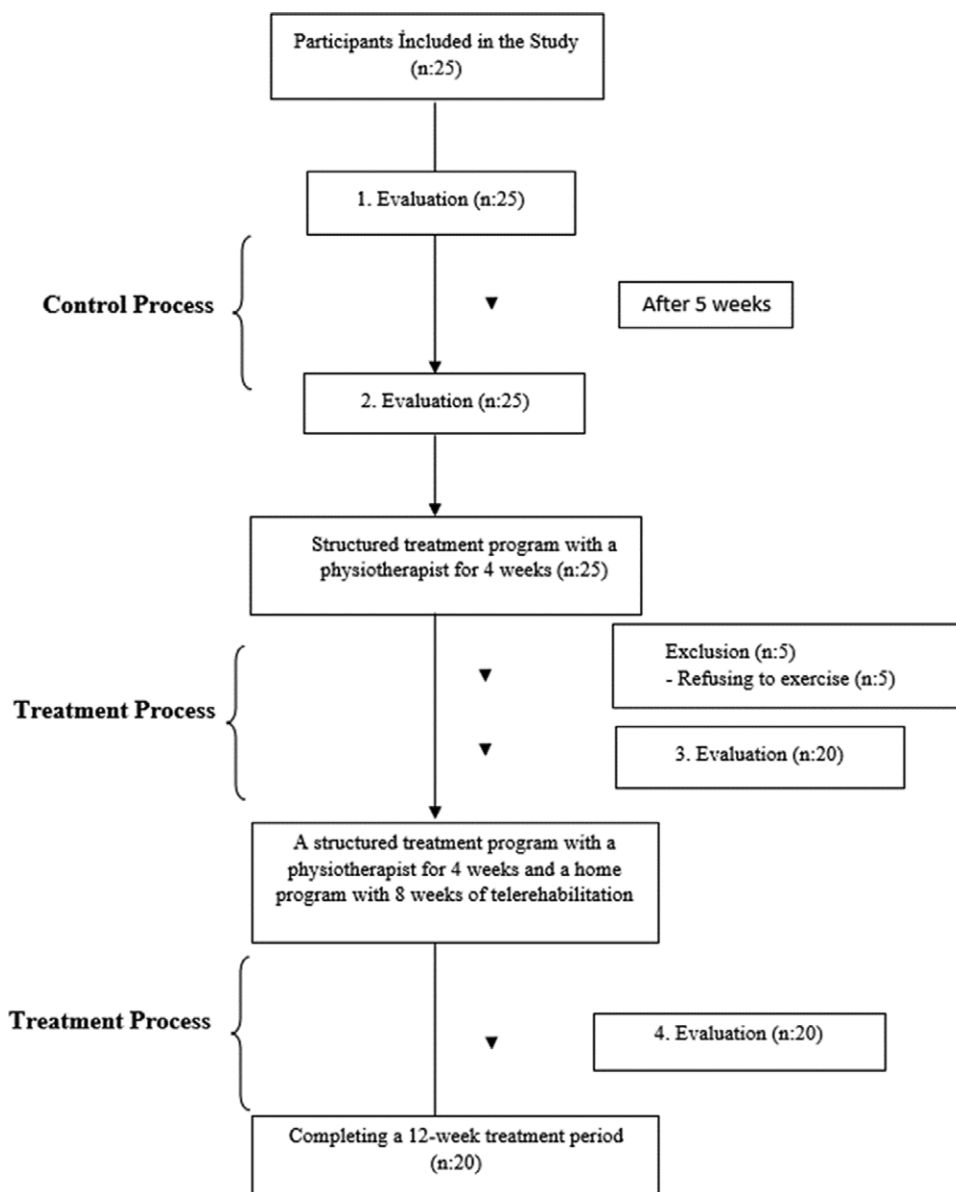 Participants İncluded in the Study
(n:25)
1. Evaluation (n:25)
Control Process
After 5 weeks
2. Evaluation (n:25)
Structured treatment program with a
physiotherapist for 4 weeks (n:25)
Exclusion (n:5)
- Refusing to exercise (n:5)
Treatment Process
3. Evaluation (n:20)
A structured treatment program with a
physiotherapist for 4 weeks and a home
program with 8 weeks of telerehabilitation
Treatment Process
4. Evaluation (n:20)
Completing a 12-week treatment period
(n:20)